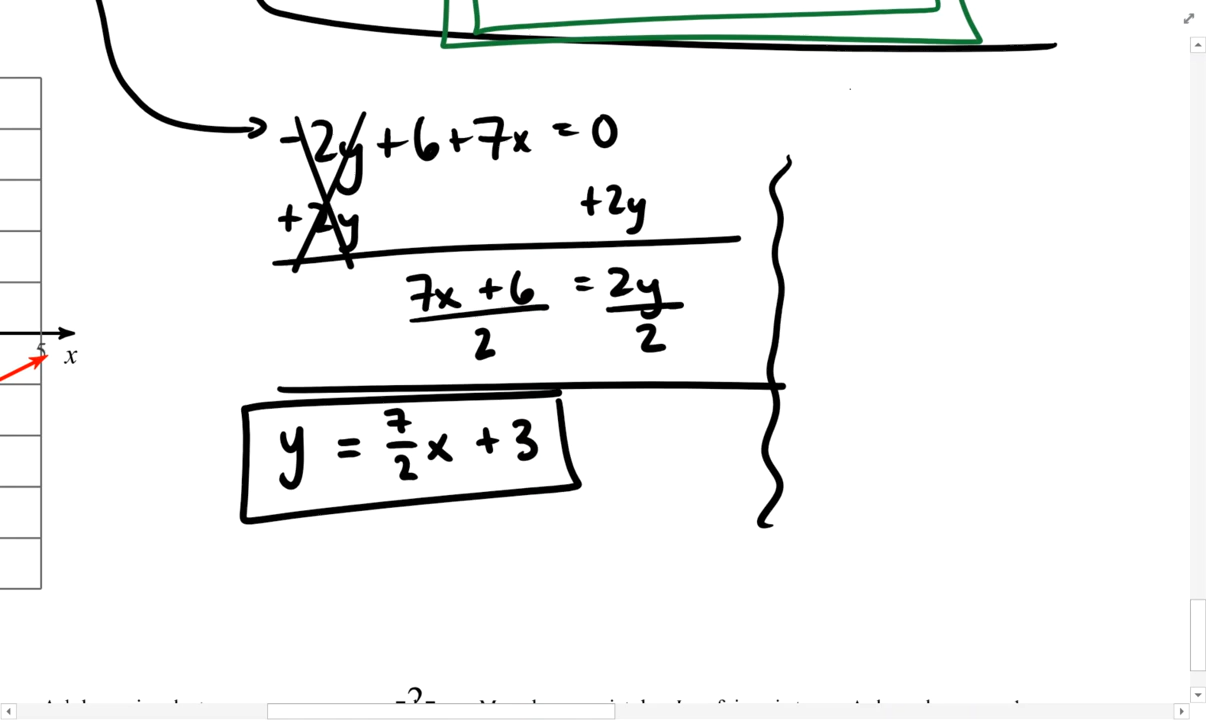 -2y + 6 + 7x = 0
+2y +2y
7x + 6 = 2y
2 2
y = 7/2 x + 3
5 x